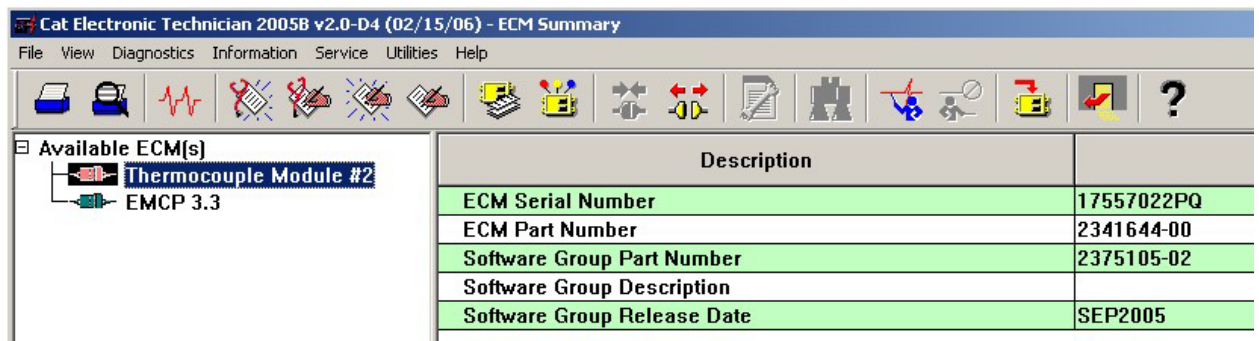 Cat Electronic Technician 2005B v2.0-D4 (02/15/06) - ECM Summary
File View Diagnostics Information Service Utilities Help
?
Available ECM(s)
Thermocouple Module #2
EMCP 3.3
Description
ECM Serial Number 17557022PQ
ECM Part Number 2341644-00
Software Group Part Number 2375105-02
Software Group Description
Software Group Release Date SEP2005